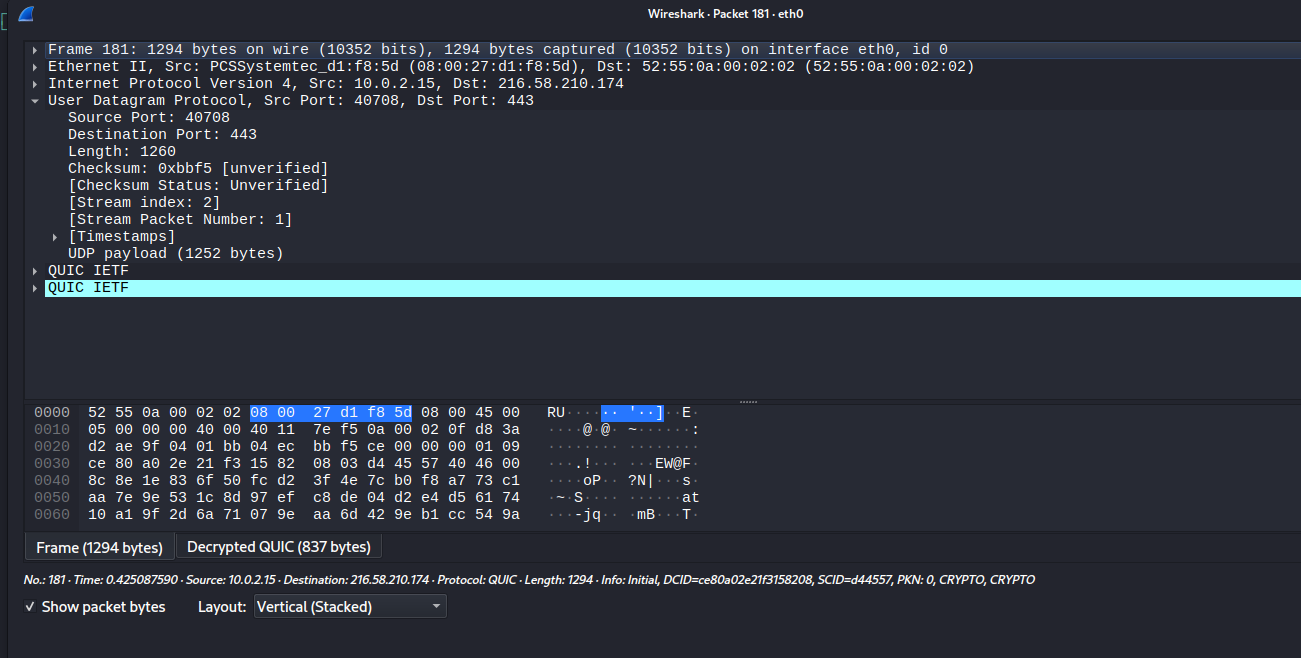 Wireshark · Packet 181 · eth0
Frame 181: 1294 bytes on wire (10352 bits), 1294 bytes captured (10352 bits) on interface eth0, id 0
Ethernet II, Src: PCSSystemtec_d1:f8:5d (08:00:27:d1:f8:5d), Dst: 52:55:0a:00:02:02 (52:55:0a:00:02:02)
Internet Protocol Version 4, Src: 10.0.2.15, Dst: 216.58.210.174
User Datagram Protocol, Src Port: 40708, Dst Port: 443
Source Port: 40708
Destination Port: 443
Length: 1260
Checksum: 0xbbf5 [unverified]
[Checksum Status: Unverified]
[Stream index: 2]
[Stream Packet Number: 1]
[Timestamps]
UDP payload (1252 bytes)
QUIC IETF
QUIC IETF
0000 52 55 0a 00 02 02 08 00 27 d1 f8 5d 08 00 45 00 RU······ '··]··E·
0010 05 00 00 00 40 00 40 11 7e f5 0a 00 02 0f d8 3a ····@·@· ~······:
0020 d2 ae 9f 04 01 bb 04 ec bb f5 ce 00 00 00 01 09 ········ ········
0030 ce 80 a0 2e 21 f3 15 82 08 03 d4 45 57 40 46 00 ···.!··· ···EW@F·
0040 8c 8e 1e 83 6f 50 fc d2 3f 4e 7c b0 f8 a7 73 c1 ····oP·· ?N|···s·
0050 aa 7e 9e 53 1c 8d 97 ef c8 de 04 d2 e4 d5 61 74 ·~·S···· ······at
0060 10 a1 9f 2d 6a 71 07 9e aa 6d 42 9e b1 cc 54 9a ···-jq·· ·mB···T·
Frame (1294 bytes) Decrypted QUIC (837 bytes)
No.: 181 · Time: 0.425087590 · Source: 10.0.2.15 · Destination: 216.58.210.174 · Protocol: QUIC · Length: 1294 · Info: Initial, DCID=ce80a02e21f3158208, SCID=d44557, PKN: 0, CRYPTO, CRYPTO
Show packet bytes Layout: Vertical (Stacked)